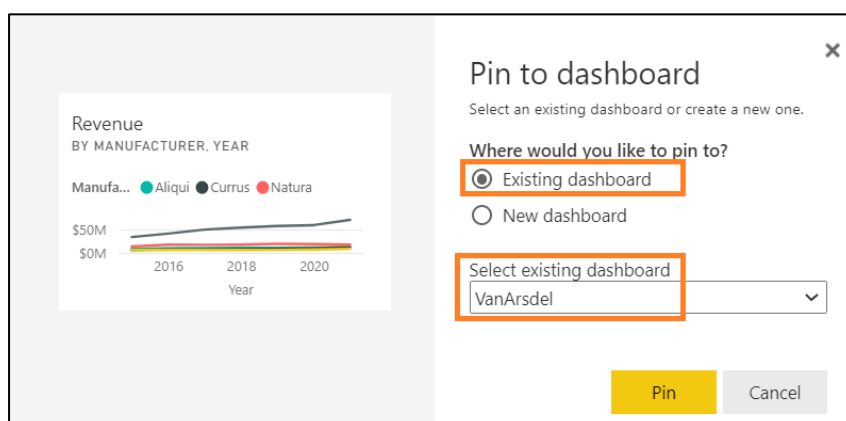 Revenue
BY MANUFACTURER, YEAR
Manufa... Aliqui Currus Natura
$50M
$0M
2016 2018 2020
Year
×
Pin to dashboard
Select an existing dashboard or create a new one.
Where would you like to pin to?
Existing dashboard
New dashboard
Select existing dashboard
VanArsdel
Pin Cancel